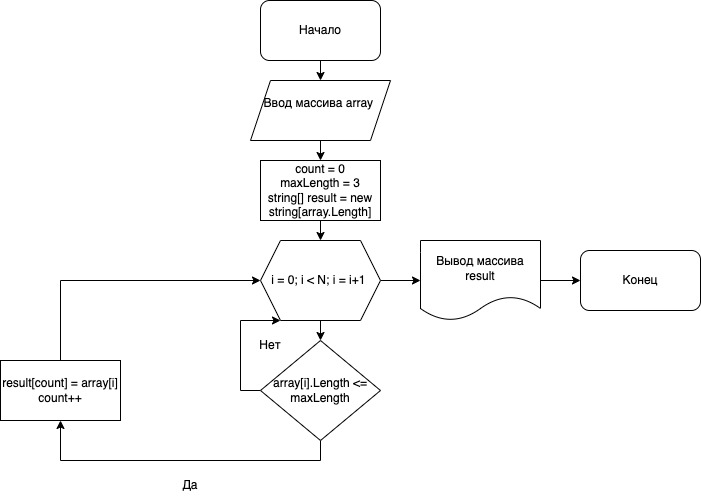 Начало
Ввод массива array
count = 0
maxLength = 3
string[] result = new
string[array.Length]
i = 0; i < N; i = i+1
Вывод массива
result
Конец
Нет
array[i].Length <=
maxLength
result[count] = array[i]
count++
Да